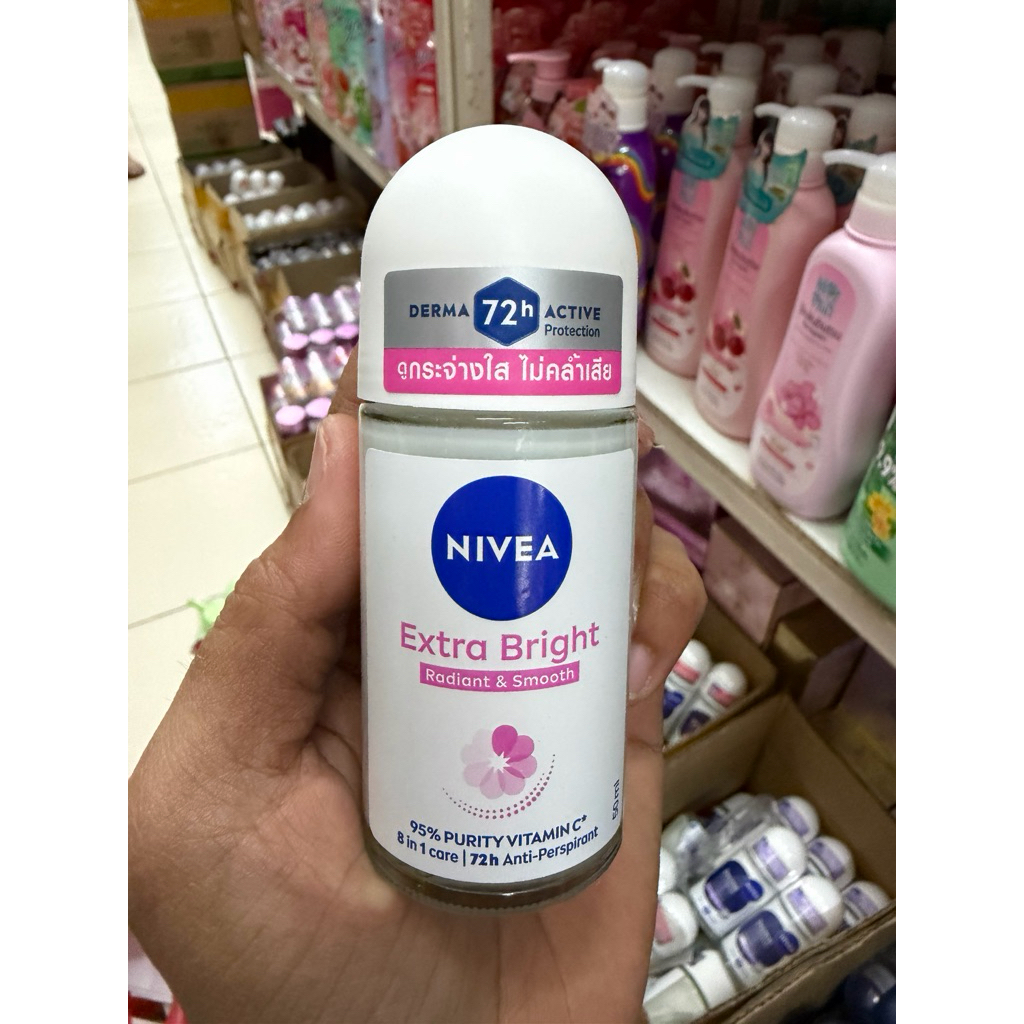 DERMA 72h ACTIVE
Protection
ดูกระจ่างใส ไม่คล้ำเสีย
NIVEA
Extra Bright
Radiant & Smooth
95% PURITY VITAMIN C*
8 in 1 care | 72h Anti-Perspirant
50 ml